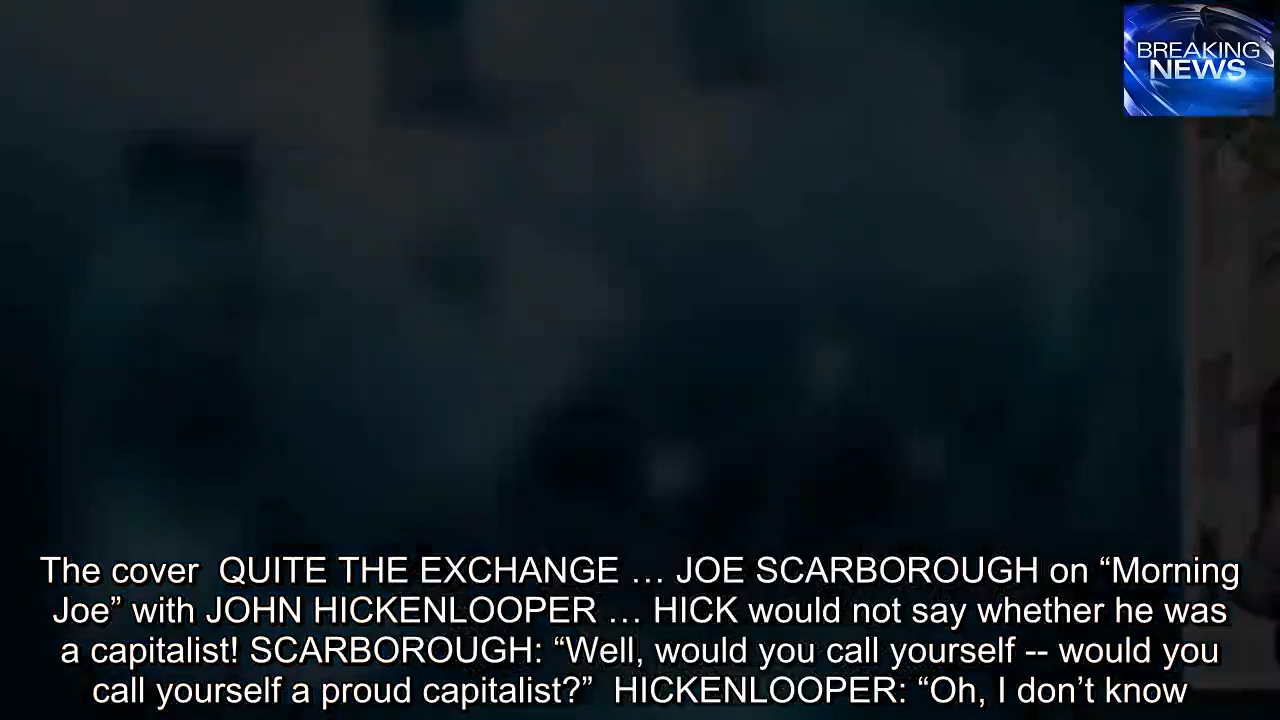 BREAKING
NEWS
The cover  QUITE THE EXCHANGE … JOE SCARBOROUGH on “Morning
Joe” with JOHN HICKENLOOPER … HICK would not say whether he was
a capitalist! SCARBOROUGH: “Well, would you call yourself -- would you
call yourself a proud capitalist?”  HICKENLOOPER: “Oh, I don’t know